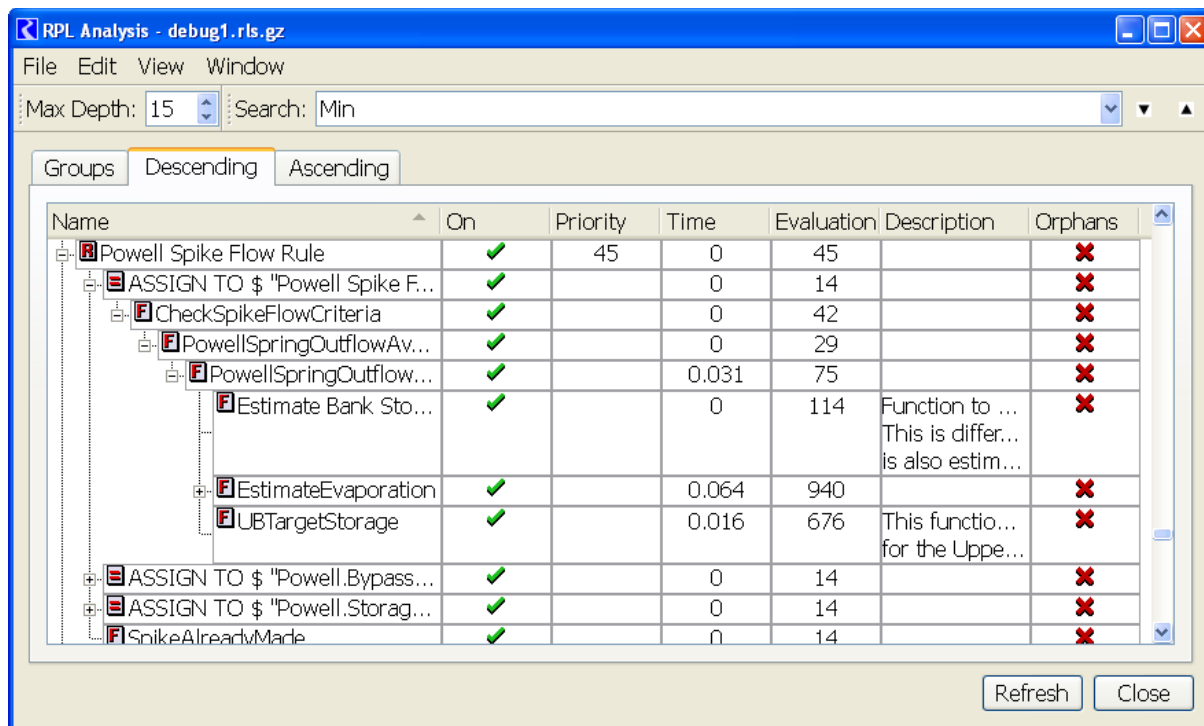 RPL Analysis - debug1.rls.gz
File Edit View Window
Max Depth: 15 Search: Min
Groups Descending Ascending
Name On Priority Time Evaluation Description Orphans
R Powell Spike Flow Rule 45 0 45
ASSIGN TO $ "Powell Spike F... 0 14
F CheckSpikeFlowCriteria 0 42
F PowellSpringOutflowAv... 0 29
F PowellSpringOutflow... 0.031 75
F Estimate Bank Sto... 0 114 Function to ...
This is differ...
is also estim...
F EstimateEvaporation 0.064 940
F UBTargetStorage 0.016 676 This functio...
for the Uppe...
ASSIGN TO $ "Powell.Bypass... 0 14
ASSIGN TO $ "Powell.Storag... 0 14
F SpikeAlreadyMade 0 14
Refresh Close